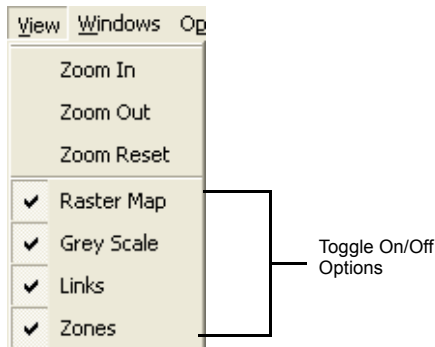 View Windows Op
Zoom In
Zoom Out
Zoom Reset
Raster Map
Grey Scale
Links
Zones
Toggle On/Off
Options